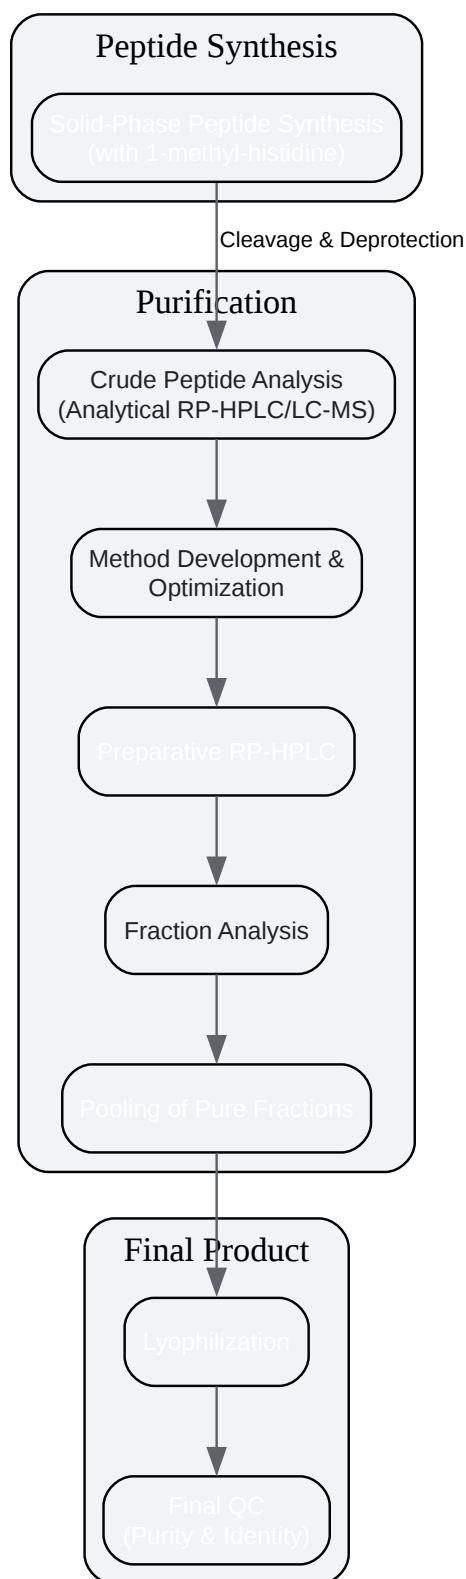 Peptide Synthesis
Solid-Phase Peptide Synthesis
(with 1-methyl-histidine)
Cleavage & Deprotection
Purification
Crude Peptide Analysis
(Analytical RP-HPLC/LC-MS)
Method Development &
Optimization
Preparative RP-HPLC
Fraction Analysis
Pooling of Pure Fractions
Final Product
Lyophilization
Final QC
(Purity & Identity)